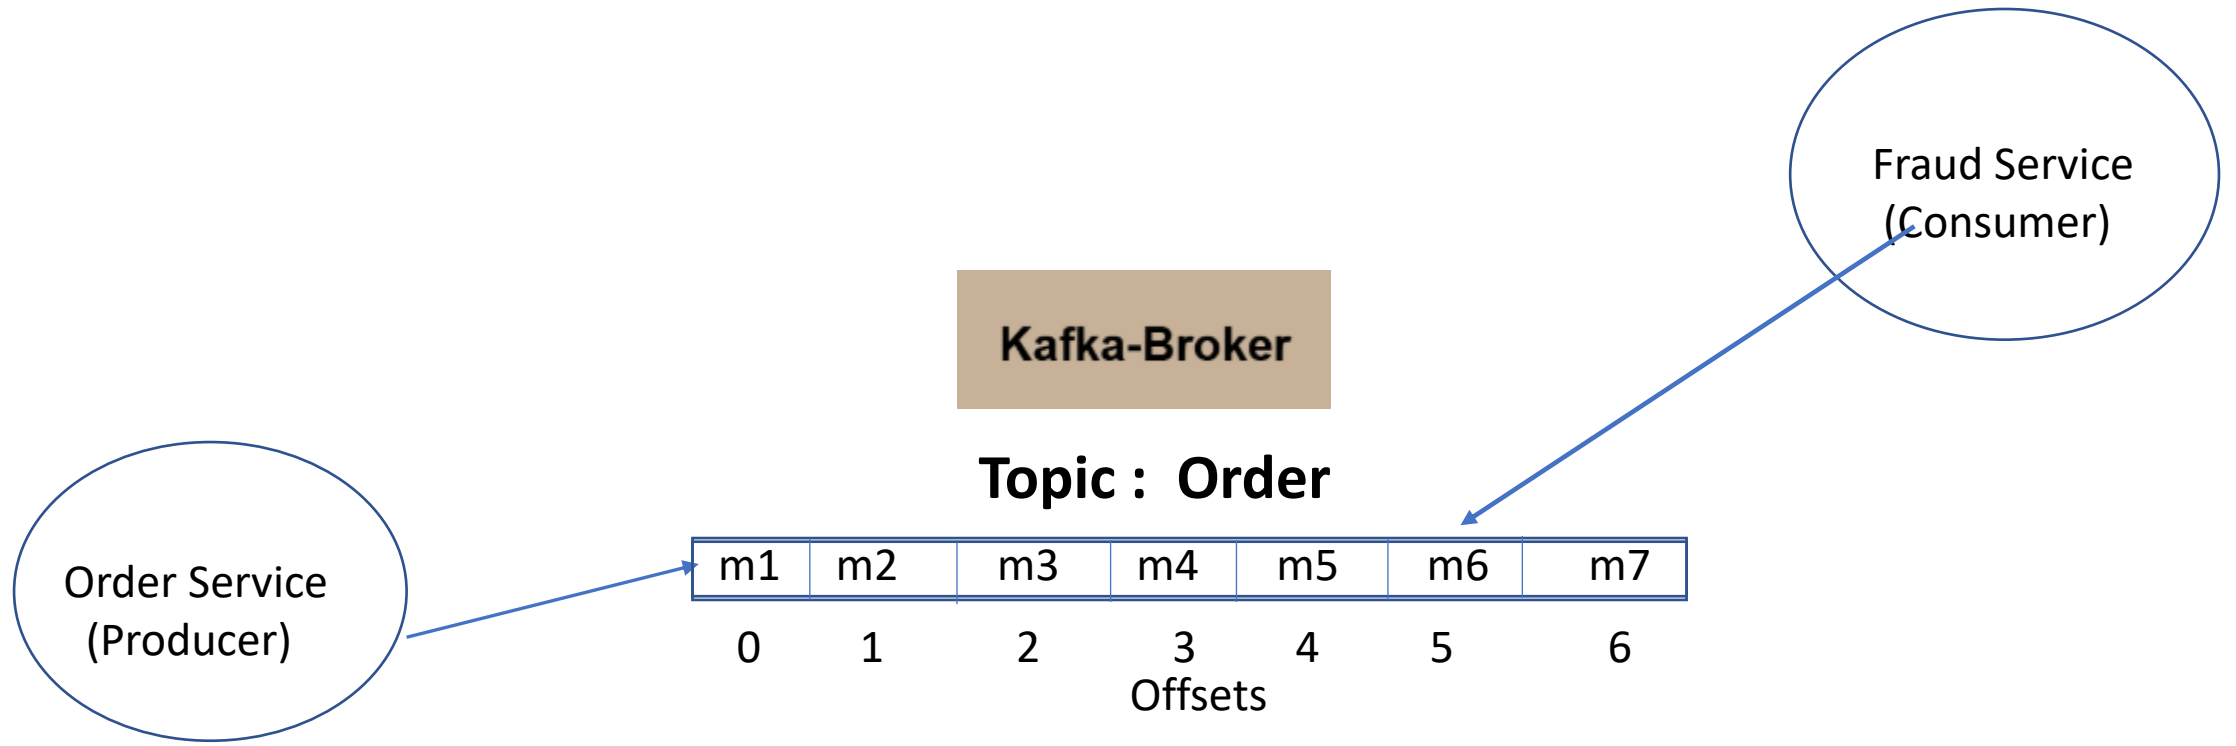 Fraud Service
(Consumer)
Kafka-Broker
Topic :  Order
Order Service
(Producer)
m1 m2 m3 m4 m5 m6 m7
0 1 2 3 4 5 6
Offsets